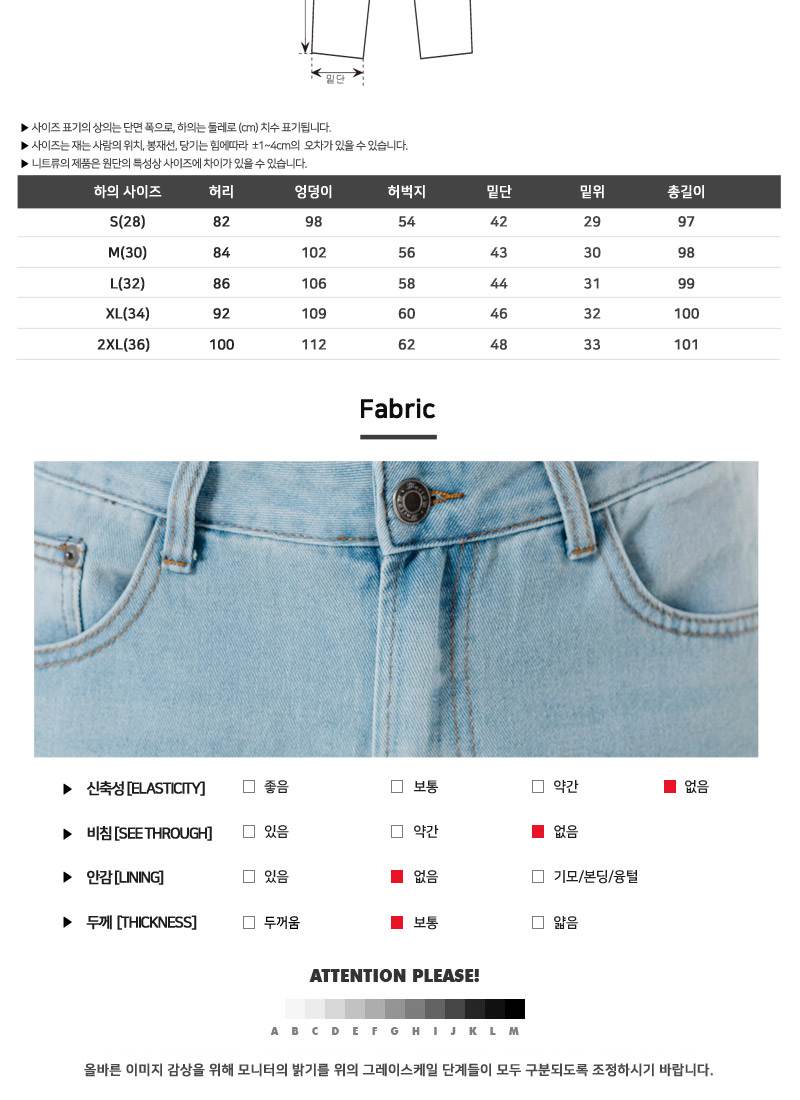 밑단
▶ 사이즈 표기의 상의는 단면 폭으로, 하의는 둘레로 (cm) 치수 표기됩니다.
▶ 사이즈는 재는 사람의 위치, 봉재선, 당기는 힘에따라 ±1~4cm의 오차가 있을 수 있습니다.
▶ 니트류의 제품은 원단의 특성상 사이즈에 차이가 있을 수 있습니다.
하의 사이즈 허리 엉덩이 허벅지 밑단 밑위 총길이
S(28) 82 98 54 42 29 97
M(30) 84 102 56 43 30 98
L(32) 86 106 58 44 31 99
XL(34) 92 109 60 46 32 100
2XL(36) 100 112 62 48 33 101
Fabric
▶ 신축성 [ELASTICITY] 좋음 보통 약간 없음
▶ 비침 [SEE THROUGH] 있음 약간 없음
▶ 안감 [LINING] 있음 없음 기모/본딩/융털
▶ 두께 [THICKNESS] 두꺼움 보통 얇음
ATTENTION PLEASE!
A B C D E F G H I J K L M
올바른 이미지 감상을 위해 모니터의 밝기를 위의 그레이스케일 단계들이 모두 구분되도록 조정하시기 바랍니다.